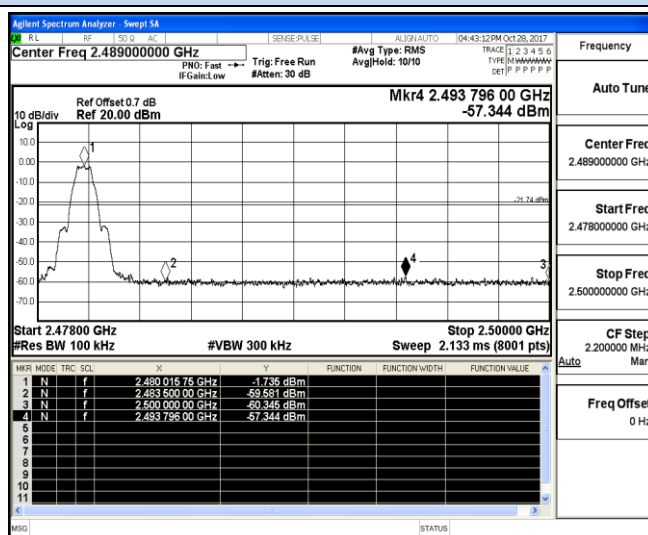 Agilent Spectrum Analyzer - Swept SA
RL RF 50 Ω AC SENSE:PULSE ALIGN AUTO 04:43:12 PM Oct 28, 2017
Center Freq 2.489000000 GHz
PNO: Fast
IFGain:Low
Trig: Free Run
#Atten: 30 dB
#Avg Type: RMS
Avg|Hold: 10/10
TRACE 1 2 3 4 5 6
TYPE MWWWWW
DET P P P P P P
Ref Offset 0.7 dB
10 dB/div Ref 20.00 dBm
Log
Mkr4 2.493 796 00 GHz
-57.344 dBm
10.0
0.00
-10.0
-20.0
-30.0
-40.0
-50.0
-60.0
-70.0
1
2
3
4
-21.74 dBm
Start 2.47800 GHz Stop 2.50000 GHz
#Res BW 100 kHz #VBW 300 kHz Sweep 2.133 ms (8001 pts)
MKR MODE TRC SCL X Y FUNCTION FUNCTION WIDTH FUNCTION VALUE
1 N f 2.480 015 75 GHz -1.735 dBm
2 N f 2.483 500 00 GHz -59.581 dBm
3 N f 2.500 000 00 GHz -60.345 dBm
4 N f 2.493 796 00 GHz -57.344 dBm
5
6
7
8
9
10
11
MSG STATUS
Frequency
Auto Tune
Center Freq
2.489000000 GHz
Start Freq
2.478000000 GHz
Stop Freq
2.500000000 GHz
CF Step
2.200000 MHz
Auto Man
Freq Offset
0 Hz